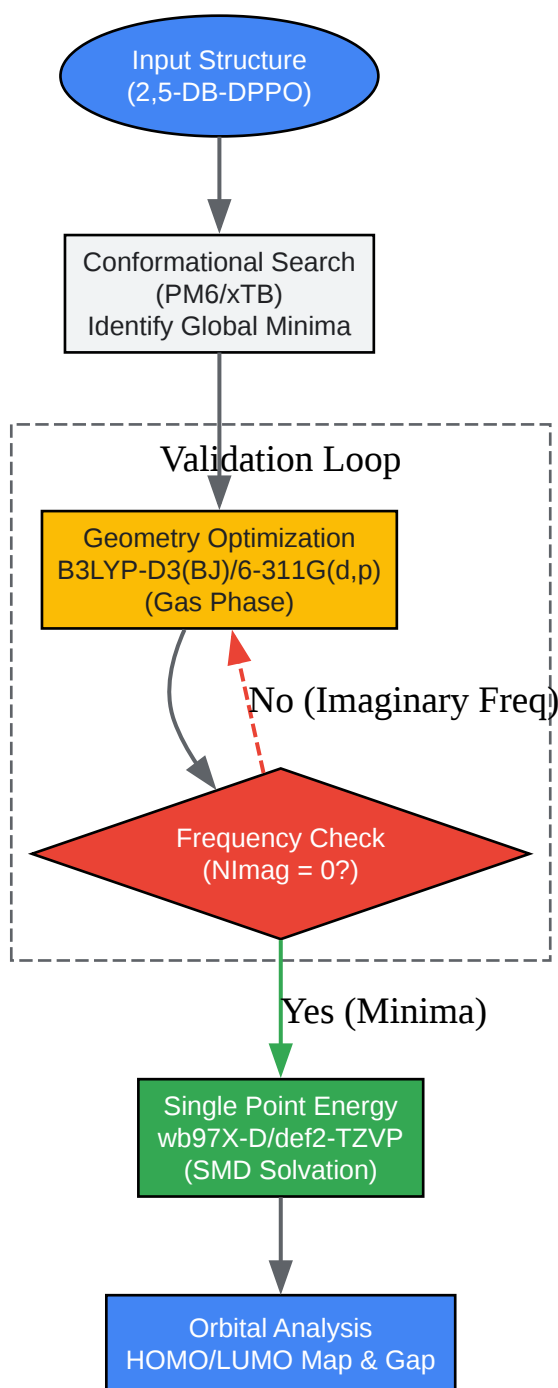 Input Structure
(2,5-DB-DPPO)
Conformational Search
(PM6/xTB)
Identify Global Minima
Validation Loop
Geometry Optimization
B3LYP-D3(BJ)/6-311G(d,p)
(Gas Phase)
No (Imaginary Freq)
Frequency Check
(NImag = 0?)
Yes (Minima)
Single Point Energy
wb97X-D/def2-TZVP
(SMD Solvation)
Orbital Analysis
HOMO/LUMO Map & Gap